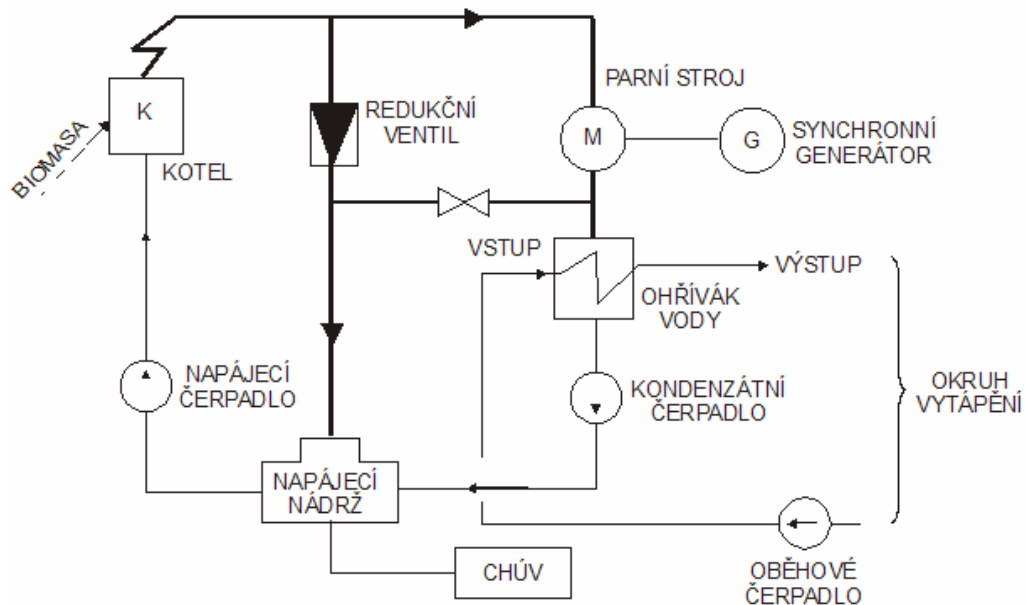 PARNÍ STROJ
K
REDUKČNÍ
VENTIL
M
G
SYNCHRONNÍ
GENERÁTOR
BIOMASA
KOTEL
VSTUP
VÝSTUP
OHŘÍVÁK
VODY
NAPÁJECÍ
ČERPADLO
KONDENZÁTNÍ
ČERPADLO
OKRUH
VYTÁPĚNÍ
NAPÁJECÍ
NÁDRŽ
CHÚV
OBĚHOVÉ
ČERPADLO